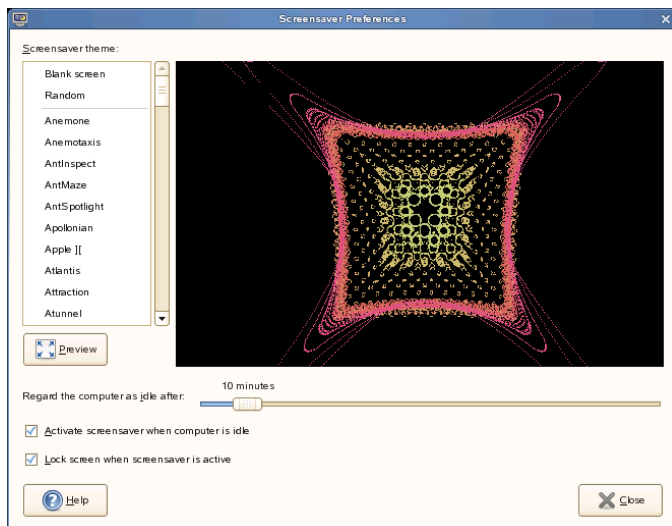 Screensaver Preferences
Screensaver theme:
Blank screen
Random
Anemone
Anemotaxis
AntInspect
AntMaze
AntSpotlight
Apollonian
Apple ][
Atlantis
Attraction
Atunnel
Preview
10 minutes
Regard the computer as idle after:
Activate screensaver when computer is idle
Lock screen when screensaver is active
Help
Close